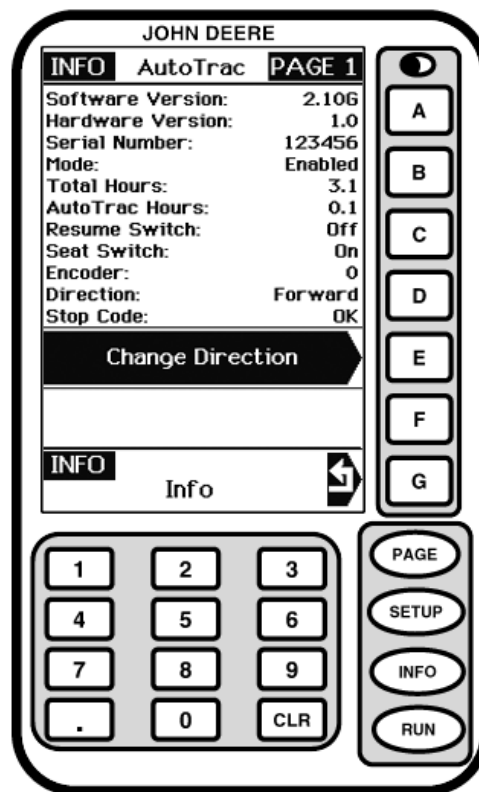 JOHN DEERE
INFO AutoTrac PAGE 1
Software Version: 2.10G
Hardware Version: 1.0
Serial Number: 123456
Mode: Enabled
Total Hours: 3.1
AutoTrac Hours: 0.1
Resume Switch: Off
Seat Switch: On
Encoder: 0
Direction: Forward
Stop Code: OK
Change Direction
INFO
Info
A
B
C
D
E
F
G
1 2 3
4 5 6
7 8 9
. 0 CLR
PAGE
SETUP
INFO
RUN